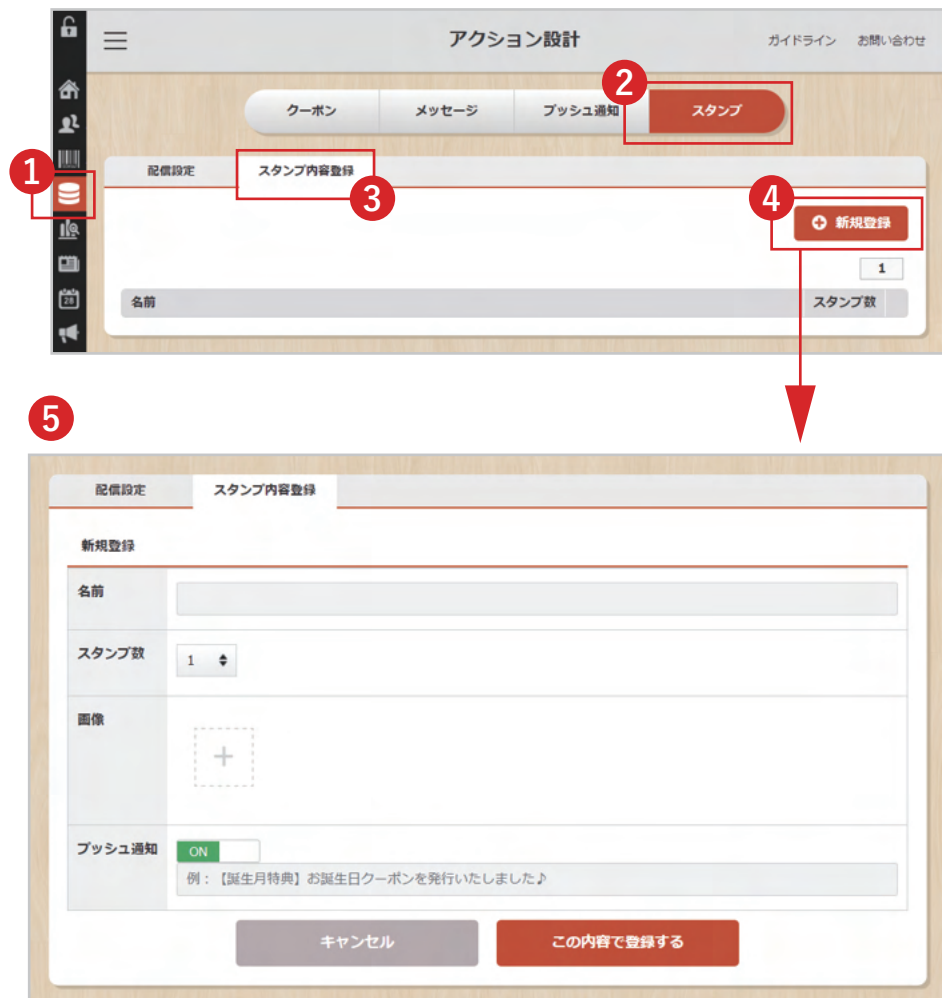 アクション設計
ガイドライン お問い合わせ
2
クーポン メッセージ プッシュ通知 スタンプ
1
配信設定 スタンプ内容登録
3
4
新規登録
1
名前 スタンプ数
28
5
配信設定 スタンプ内容登録
新規登録
名前
スタンプ数 1
画像
プッシュ通知 ON
例：【誕生月特典】お誕生日クーポンを発行いたしました♪
キャンセル この内容で登録する